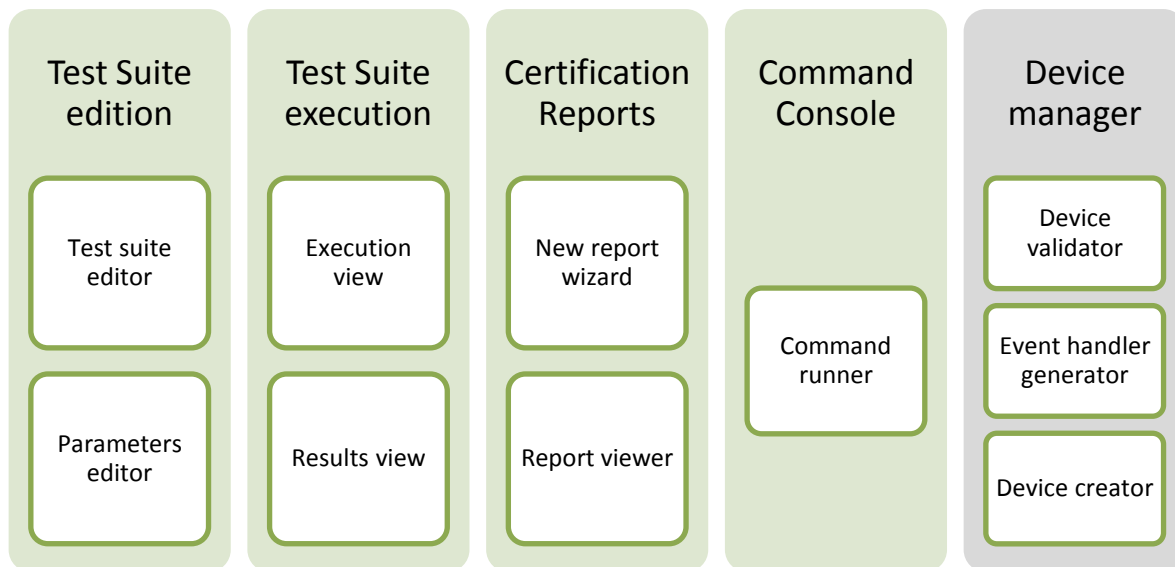 Test Suite
edition
Test suite
editor
Parameters
editor
Test Suite
execution
Execution
view
Results view
Certification
Reports
New report
wizard
Report viewer
Command
Console
Command
runner
Device
manager
Device
validator
Event handler
generator
Device creator